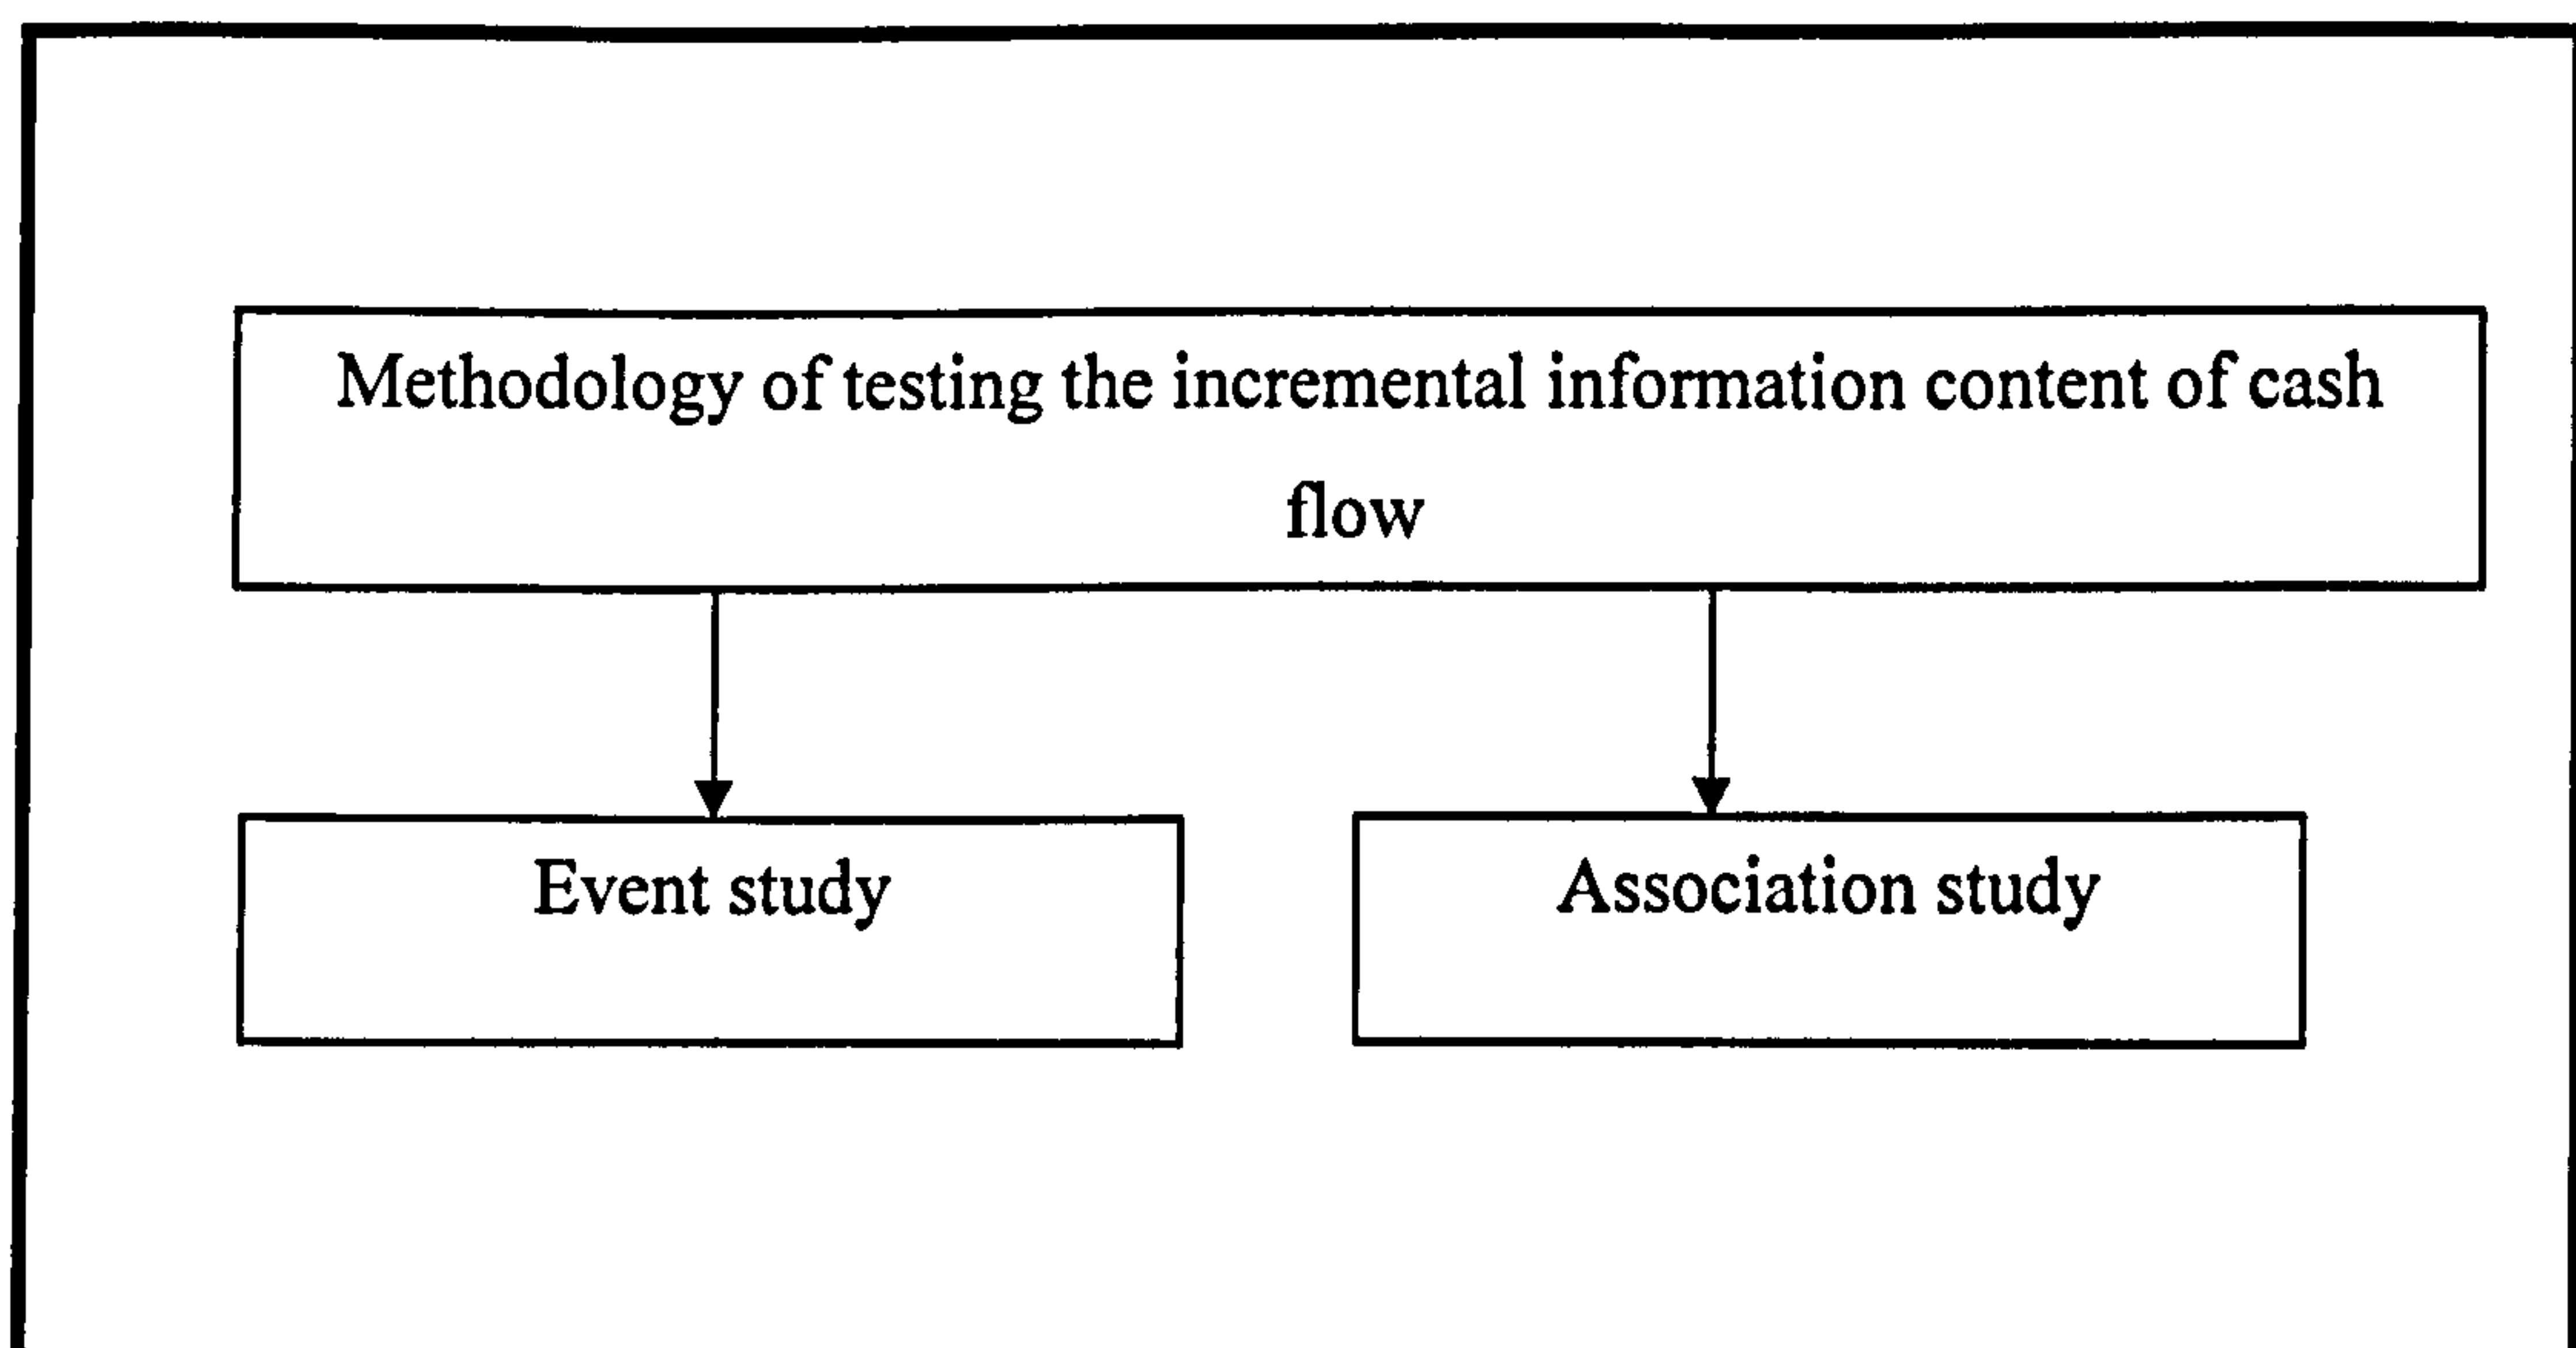 Methodology of testing the incremental information content of cash
flow
Event study
Association study